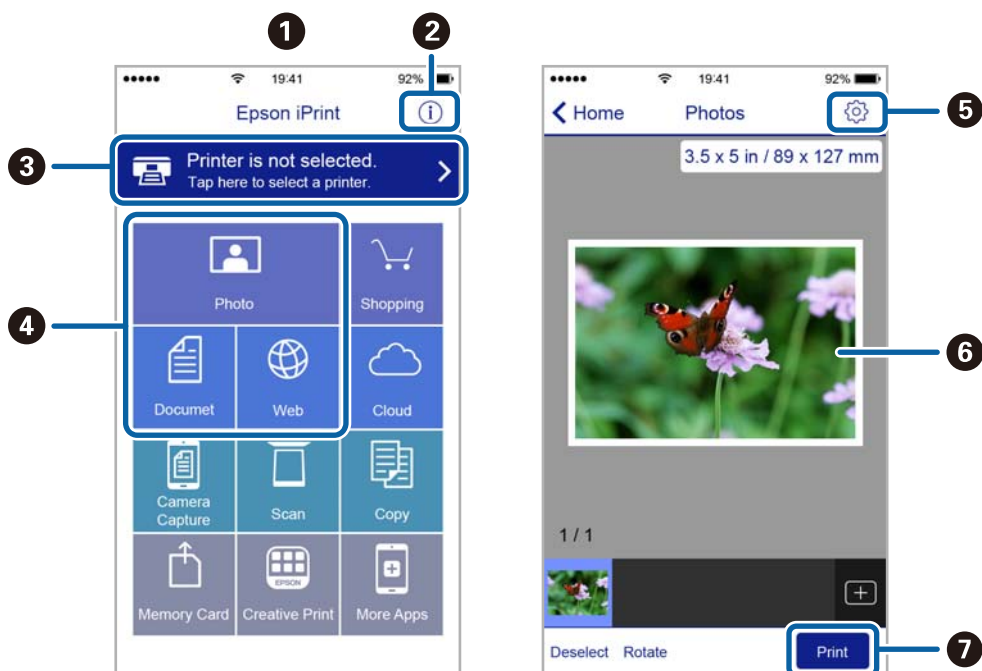 1
2
19:41
92%
Epson iPrint
3
Printer is not selected.
Tap here to select a printer.
4
Photo
Shopping
Documet
Web
Cloud
Camera
Capture
Scan
Copy
EPSON
Memory Card
Creative Print
More Apps
19:41
92%
Home
Photos
5
3.5 x 5 in / 89 x 127 mm
6
1 / 1
Deselect
Rotate
Print
7